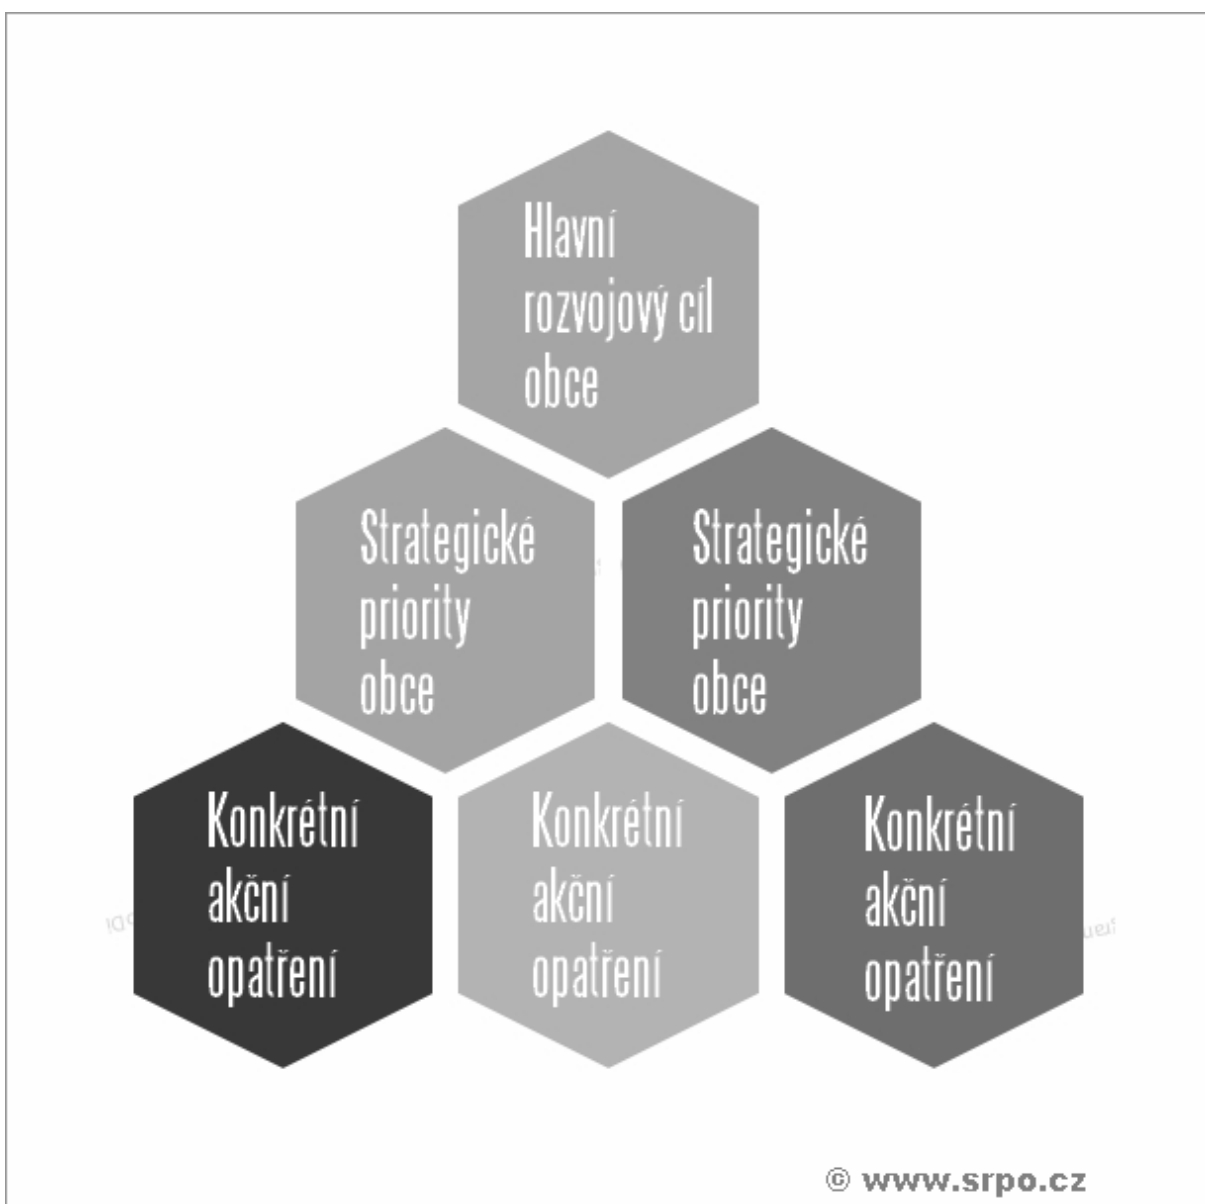 Hlavní
rozvojový cíl
obce
Strategické
priority
obce
Strategické
priority
obce
Konkrétní
akční
opatření
Konkrétní
akční
opatření
Konkrétní
akční
opatření
© www.srpo.cz